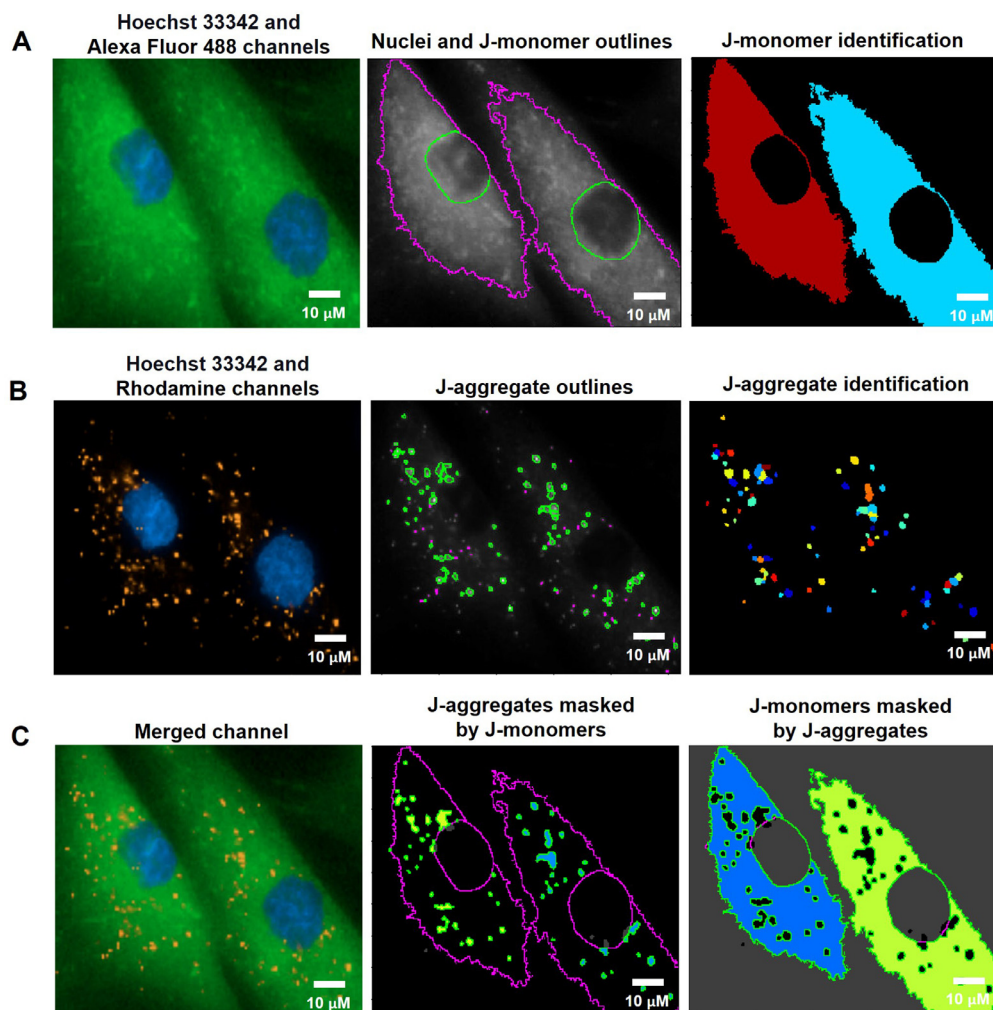 A
Hoechst 33342 and
Alexa Fluor 488 channels
Nuclei and J-monomer outlines
J-monomer identification
10 µM
10 µM
10 µM
B
Hoechst 33342 and
Rhodamine channels
J-aggregate outlines
J-aggregate identification
10 µM
10 µM
10 µM
C
Merged channel
J-aggregates masked
by J-monomers
J-monomers masked
by J-aggregates
10 µM
10 µM
10 µM